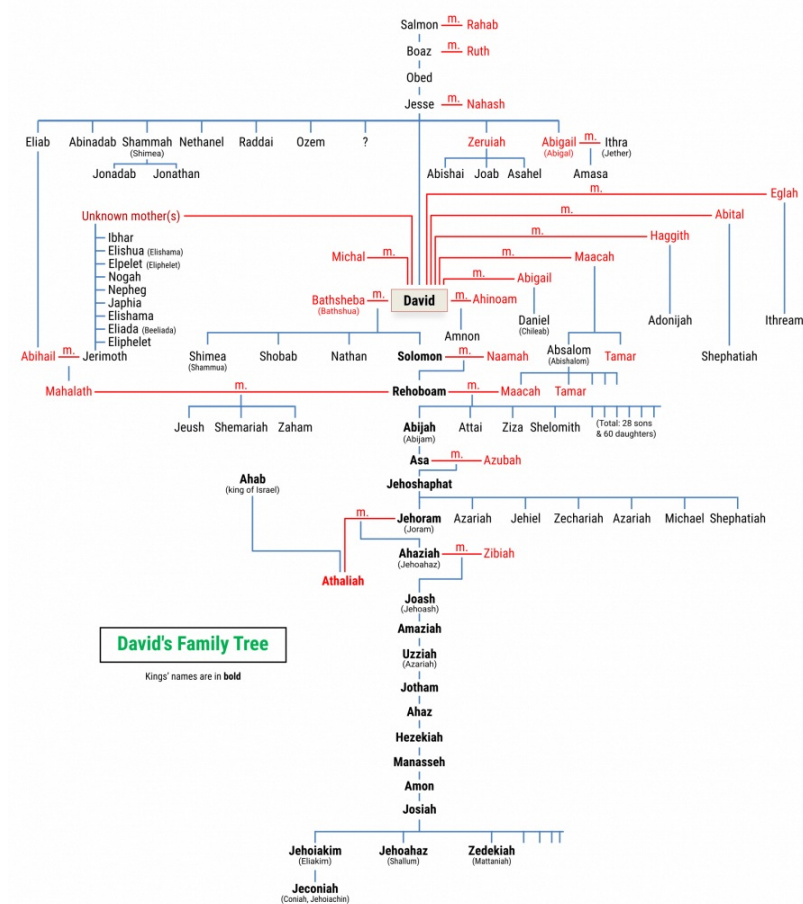 Salmon m. Rahab
Boaz m. Ruth
Obed
Jesse m. Nahash
Eliab Abinadab Shammah Nethanel Raddai Ozem ? Zeruiah Abigail m. Ithra
(Shimea) (Abigal) (Jether)
Jonadab Jonathan Abishai Joab Asahel Amasa
m. Eglah
Unknown mother(s) m. Abital
Ibhar
Elishua (Elishama)
Elpelet (Eliphelet)
Nogah
Nepheg
Japhia
Elishama
Eliada (Beeliada)
Eliphelet
m. Haggith
Michal m. m. Maacah
m. Abigail
Bathsheba m. David m. Ahinoam
(Bathshua)
Amnon
Daniel
(Chileab)
Adonijah
Ithream
Shimea Shobab Nathan Solomon m. Naamah
(Shammua)
Absalom Tamar
(Abishalom)
Shephatiah
Abihail m. Jerimoth
Mahalath m. Rehoboam m. Maacah Tamar
Jeush Shemariah Zaham
Abijah Attai Ziza Shelomith (Total: 28 sons
(Abijam) & 60 daughters)
Asa m. Azubah
Ahab
(king of Israel)
Jehoshaphat
m. Jehoram Azariah Jehiel Zechariah Azariah Michael Shephatiah
(Joram)
Ahaziah m. Zibiah
(Jehoahaz)
Athaliah
Joash
(Jehoash)
Amaziah
David's Family Tree
Kings' names are in bold
Uzziah
(Azariah)
Jotham
Ahaz
Hezekiah
Manasseh
Amon
Josiah
Jehoiakim Jehoahaz Zedekiah
(Eliakim) (Shallum) (Mattaniah)
Jeconiah
(Coniah, Jehoiachin)